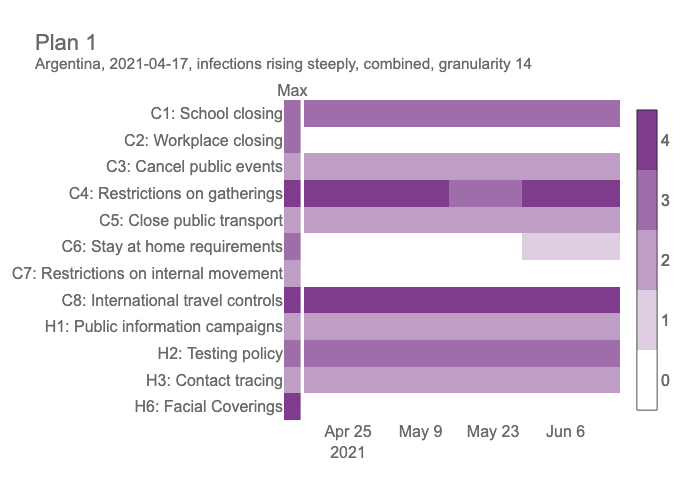 Plan 1
Argentina, 2021-04-17, infections rising steeply, combined, granularity 14
Max
C1: School closing
C2: Workplace closing
C3: Cancel public events
C4: Restrictions on gatherings
C5: Close public transport
C6: Stay at home requirements
C7: Restrictions on internal movement
C8: International travel controls
H1: Public information campaigns
H2: Testing policy
H3: Contact tracing
H6: Facial Coverings
4
3
2
1
0
Apr 25 May 9 May 23 Jun 6
2021